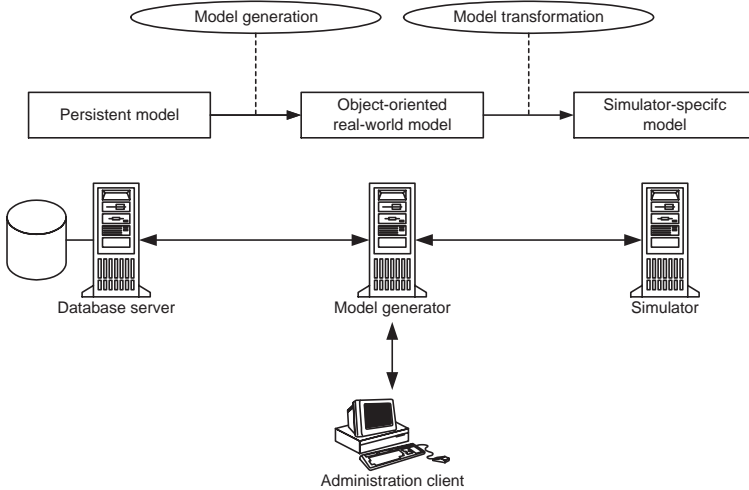 Model generation
Model transformation
Persistent model
Object-oriented
real-world model
Simulator-specifc
model
Database server
Model generator
Simulator
Administration client